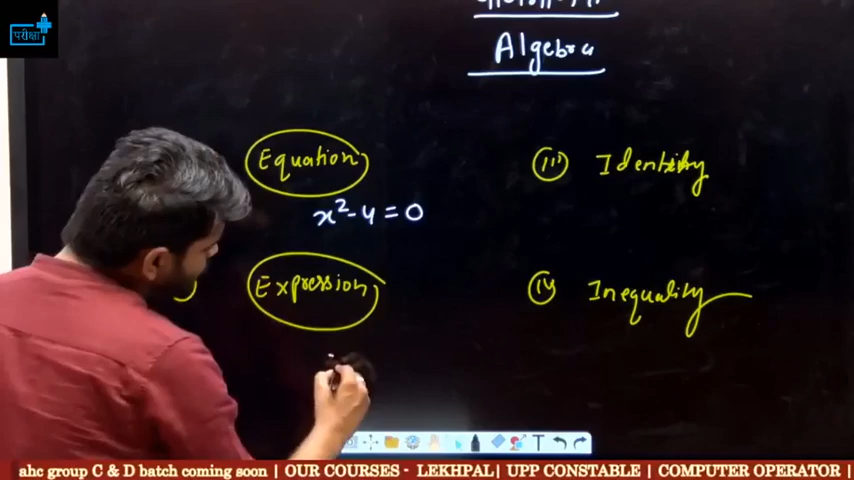 परीक्षा
Algebra
Equation
(iii) Identity
x²-4=0
Expression
(iv) Inequality
T
ahc group C & D batch coming soon | OUR COURSES - LEKHPAL| UPP CONSTABLE | COMPUTER OPERATOR |